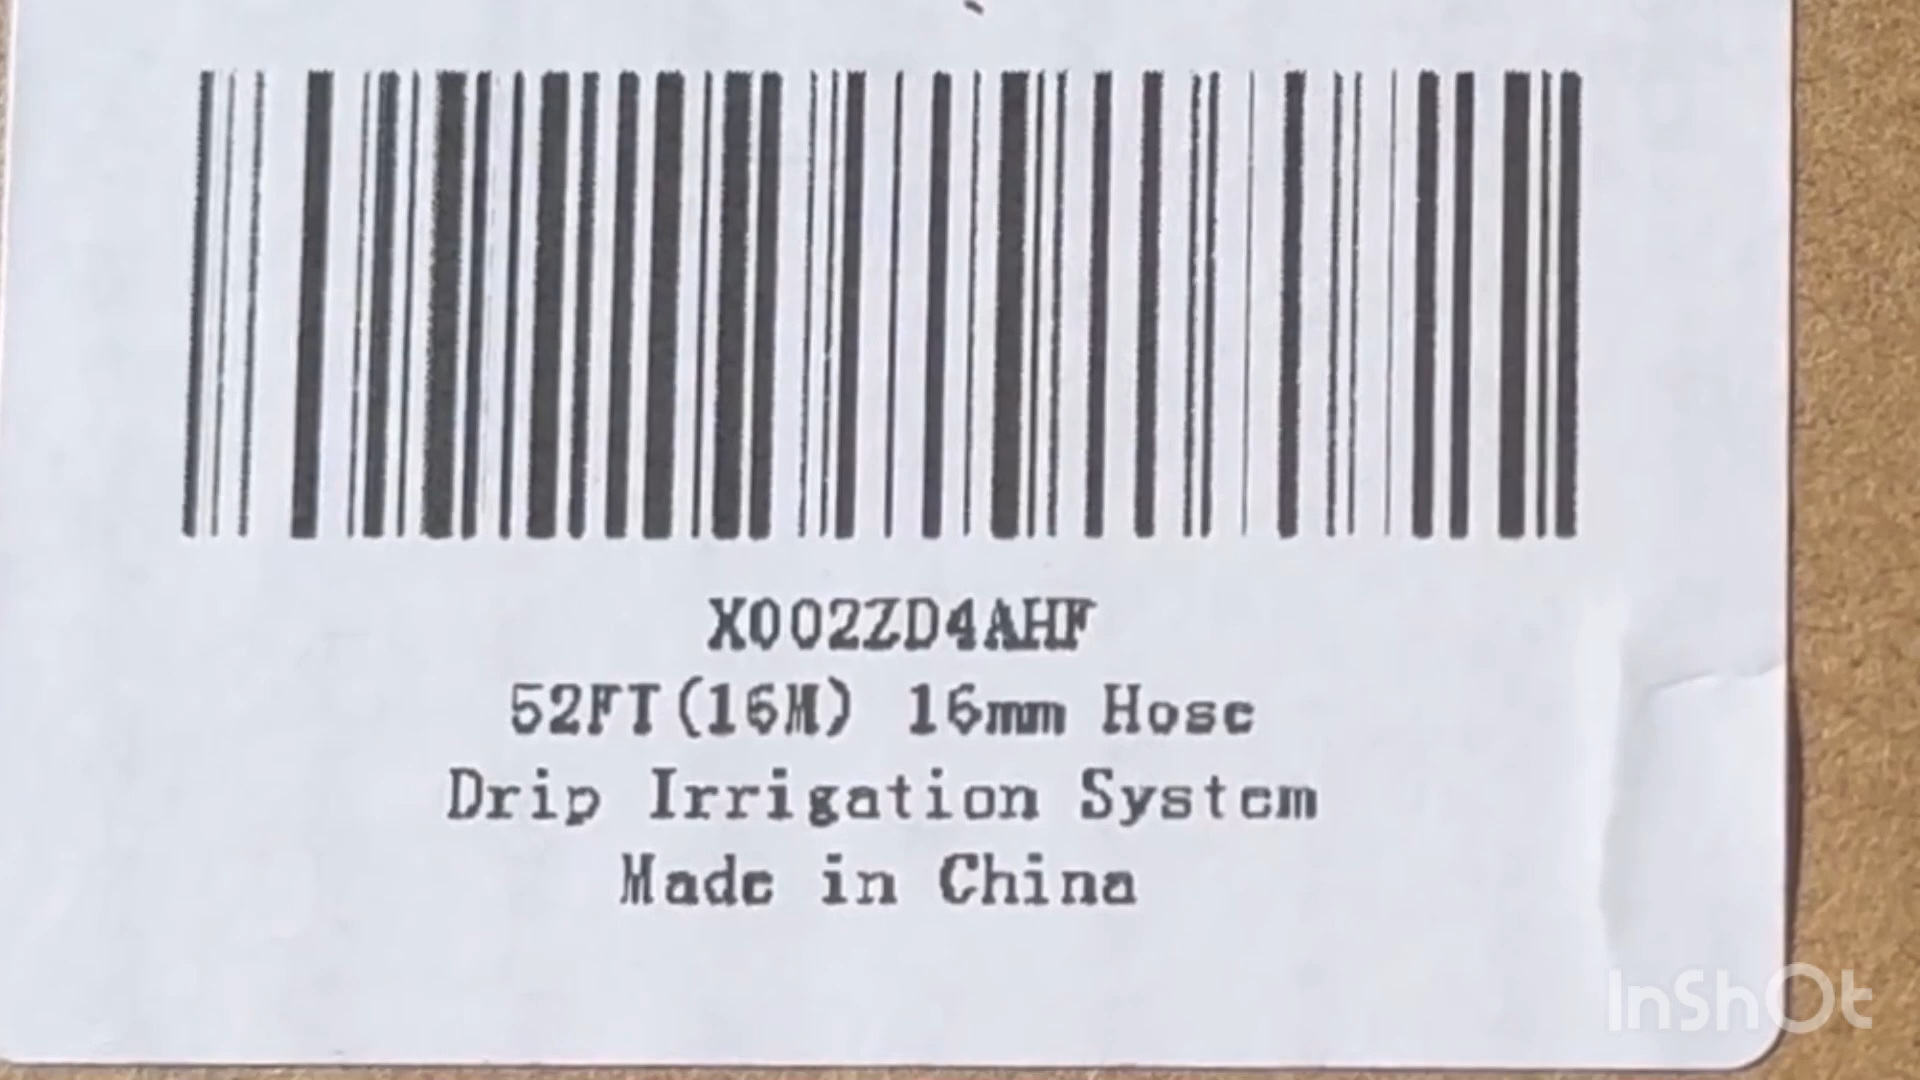 X002ZD4AHF
52FT(16M) 16mm Hose
Drip Irrigation System
Made in China
InShOt